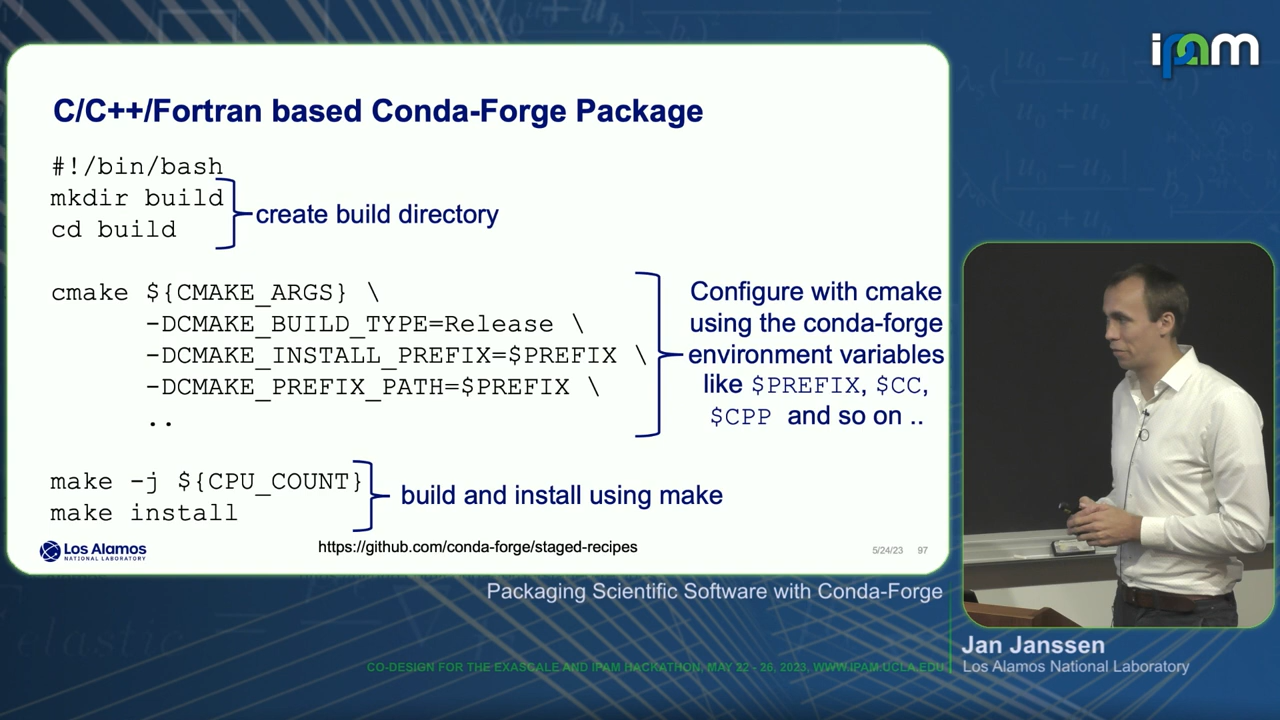 ipam
C/C++/Fortran based Conda-Forge Package
#!/bin/bash
mkdir build
cd build
create build directory
cmake ${CMAKE_ARGS} \
-DCMAKE_BUILD_TYPE=Release \
-DCMAKE_INSTALL_PREFIX=$PREFIX \
-DCMAKE_PREFIX_PATH=$PREFIX \
..
Configure with cmake
using the conda-forge
environment variables
like $PREFIX, $CC,
$CPP and so on ..
make -j ${CPU_COUNT}
make install
build and install using make
Los Alamos
NATIONAL LABORATORY
https://github.com/conda-forge/staged-recipes
5/24/23 97
Packaging Scientific Software with Conda-Forge
Jan Janssen
Los Alamos National Laboratory
CO-DESIGN FOR THE EXASCALE AND IPAM HACKATHON, MAY 22 - 26, 2023, WWW.IPAM.UCLA.EDU
elastic